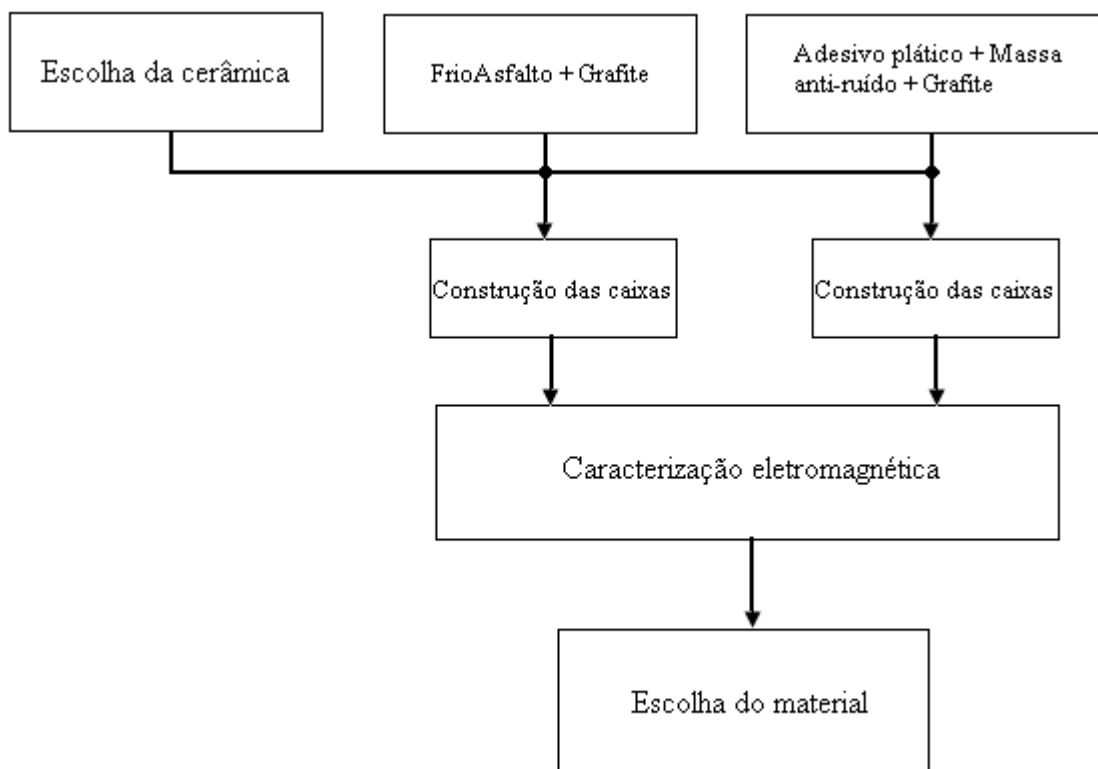 Escolha da cerâmica
FrioAsfalto + Grafite
Adesivo plático + Massa
anti-ruído + Grafite
Construção das caixas
Construção das caixas
Caracterização eletromagnética
Escolha do material